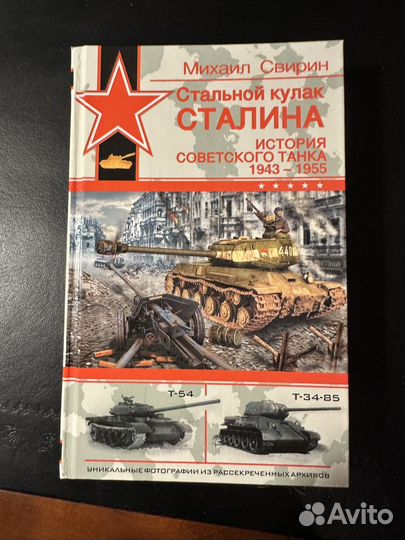 Михаил Свирин
Стальной кулак
СТАЛИНА
ИСТОРИЯ
СОВЕТСКОГО ТАНКА
1943 – 1955
Т-54
Т-34-85
УНИКАЛЬНЫЕ ФОТОГРАФИИ ИЗ РАССЕКРЕЧЕННЫХ АРХИВОВ
Avito